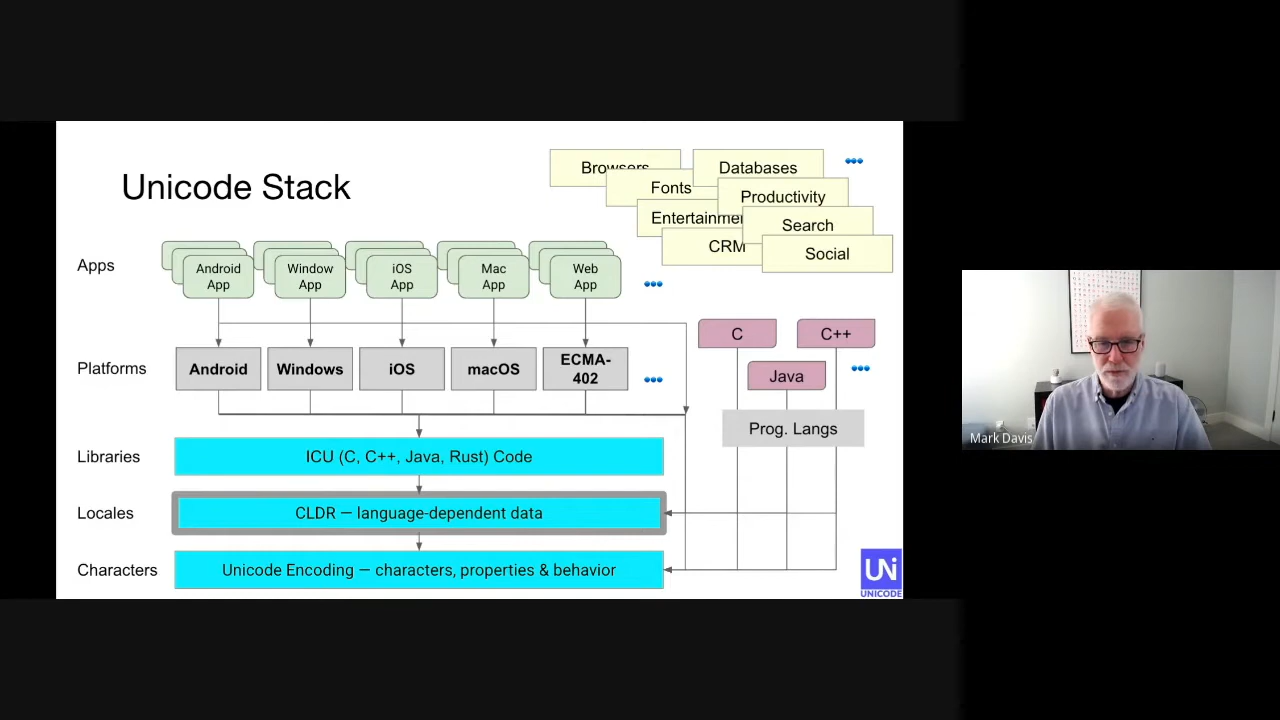 Unicode Stack
Browsers
Databases
•••
Fonts
Productivity
Entertainmen
Search
CRM
Social
Apps
Android
App
Window
App
iOS
App
Mac
App
Web
App
•••
C
C++
Java
•••
Prog. Langs
Platforms
Android
Windows
iOS
macOS
ECMA-
402
•••
Libraries
ICU (C, C++, Java, Rust) Code
Locales
CLDR — language-dependent data
Characters
Unicode Encoding — characters, properties & behavior
UNi
UNICODE
Mark Davis